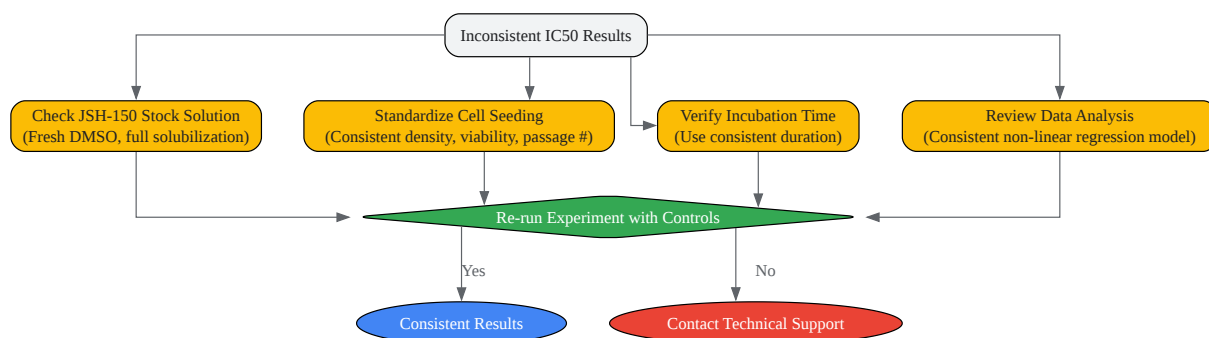 Inconsistent IC50 Results
Check JSH-150 Stock Solution
(Fresh DMSO, full solubilization)
Standardize Cell Seeding
(Consistent density, viability, passage #)
Verify Incubation Time
(Use consistent duration)
Review Data Analysis
(Consistent non-linear regression model)
Re-run Experiment with Controls
Yes
No
Consistent Results
Contact Technical Support